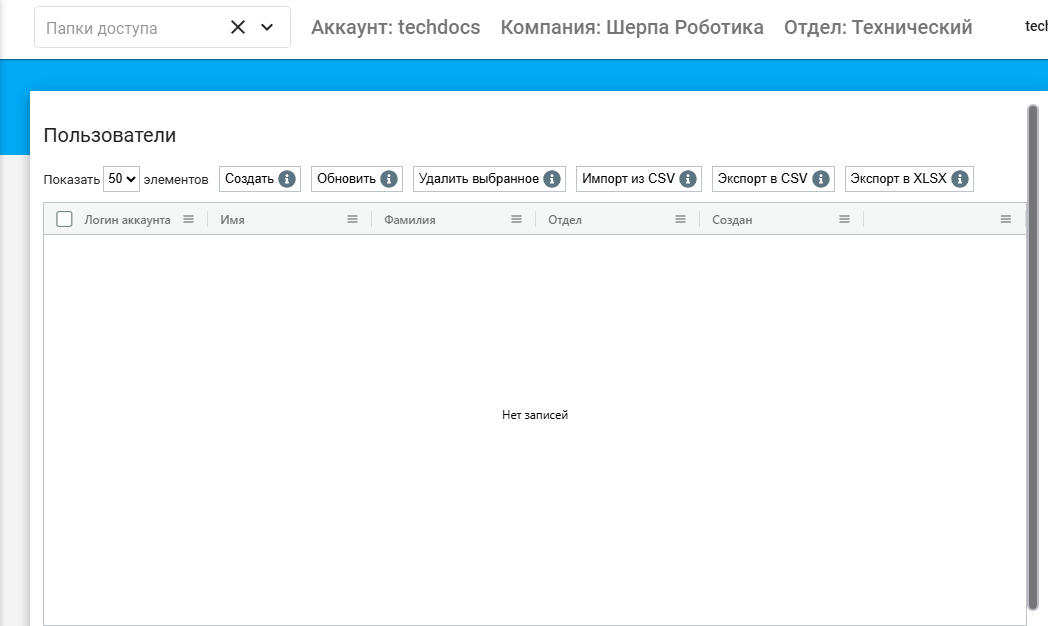 Папки доступа Аккаунт: techdocs Компания: Шерпа Роботика Отдел: Технический
Пользователи
Показать 50 элементов Создать Обновить Удалить выбранное Импорт из CSV Экспорт в CSV Экспорт в XLSX
Логин аккаунта Имя Фамилия Отдел Создан
Нет записей